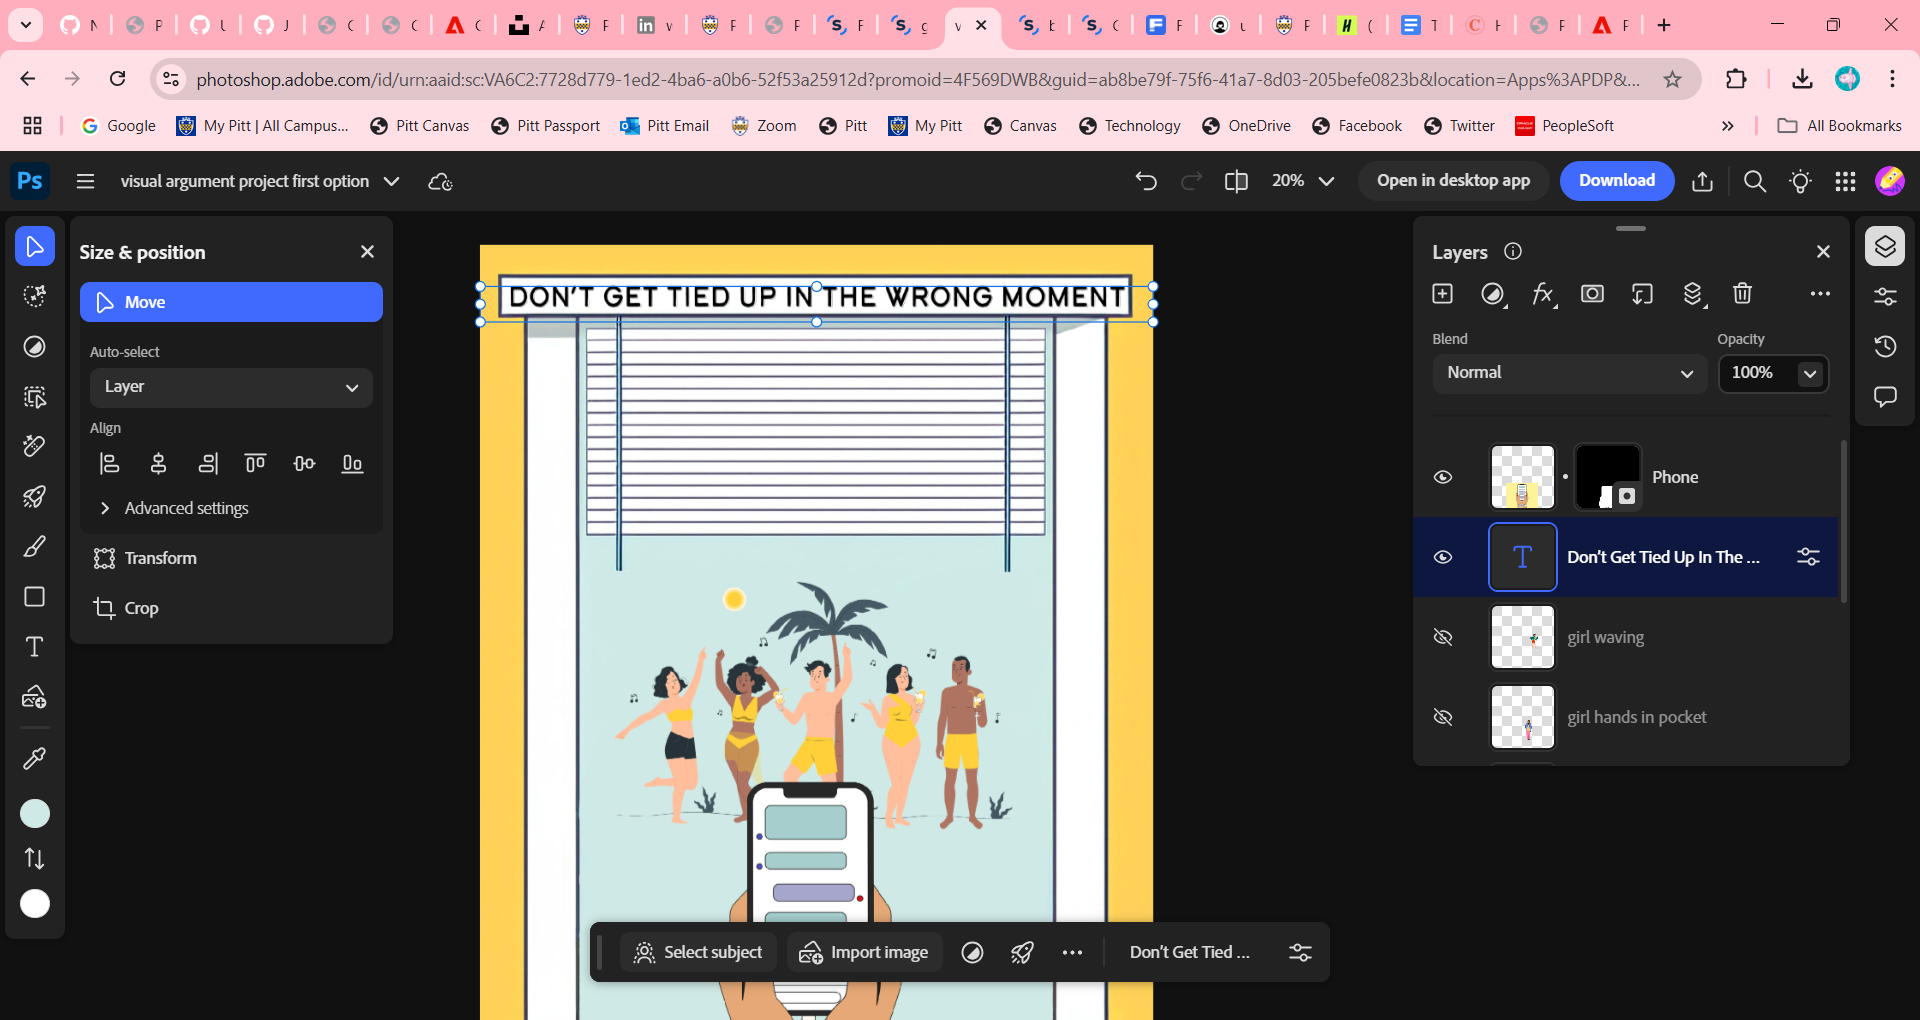 N
P
U
J
C
C
C
A
F
w
F
F
F
g
v
b
C
F
u
F
(
T
H
F
F
photoshop.adobe.com/id/urn:aaid:sc:VA6C2:7728d779-1ed2-4ba6-a0b6-52f53a25912d?promoid=4F569DWB&guid=ab8be79f-75f6-41a7-8d03-205befe0823b&location=Apps%3APDP&...
Google
My Pitt | All Campus...
Pitt Canvas
Pitt Passport
Pitt Email
Zoom
Pitt
My Pitt
Canvas
Technology
OneDrive
Facebook
Twitter
PeopleSoft
All Bookmarks
Ps
visual argument project first option
20%
Open in desktop app
Download
Size & position
Move
Auto-select
Layer
Align
Advanced settings
Transform
Crop
DON'T GET TIED UP IN THE WRONG MOMENT
Select subject
Import image
Don't Get Tied ...
Layers
Blend
Opacity
Normal
100%
Phone
Don't Get Tied Up In The ...
girl waving
girl hands in pocket